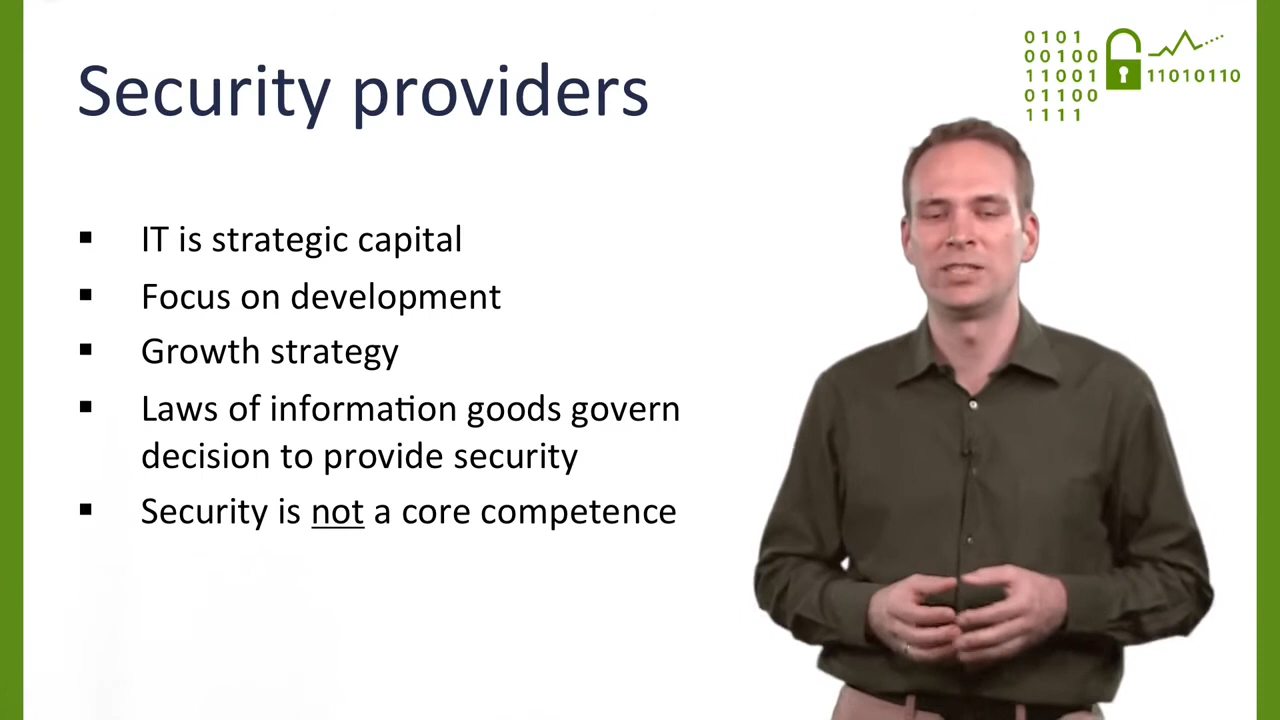 Security providers
0101
00100
11001
11010110
01100
1111
▪ IT is strategic capital
▪ Focus on development
▪ Growth strategy
▪ Laws of information goods govern
decision to provide security
▪ Security is not a core competence